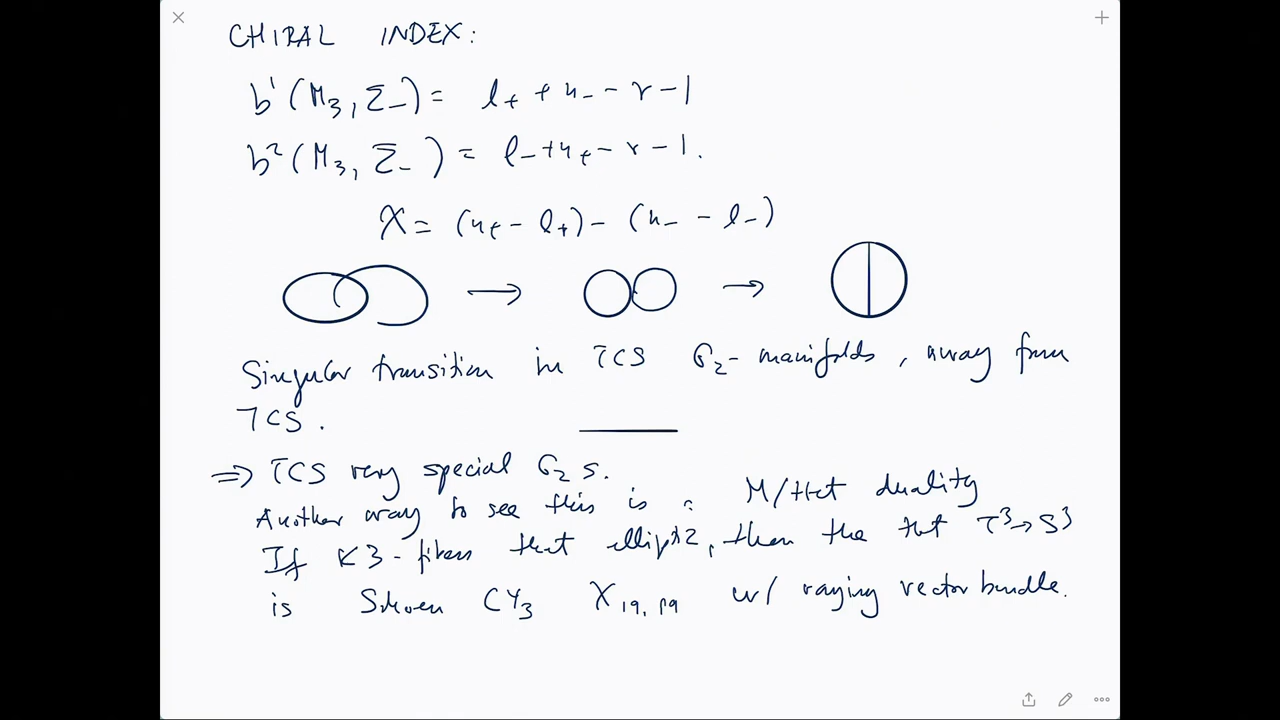 CHIRAL INDEX:
b¹(M₃, Σ₋) = l₊ + n₋ - r - 1
b²(M₃, Σ₋) = l₋ + n₊ - r - 1.
χ = (n₊ - l₊) - (n₋ - l₋)
→ →
Singular transition in TCS G₂-manifolds, away from
TCS.
⇒ TCS very special G₂s.
Another way to see this is : M/Het duality
If K3-fibers that elliptic, then the het T³→S³
is Schoen CY₃ X₁₉,₁₉ w/ varying vector bundle.